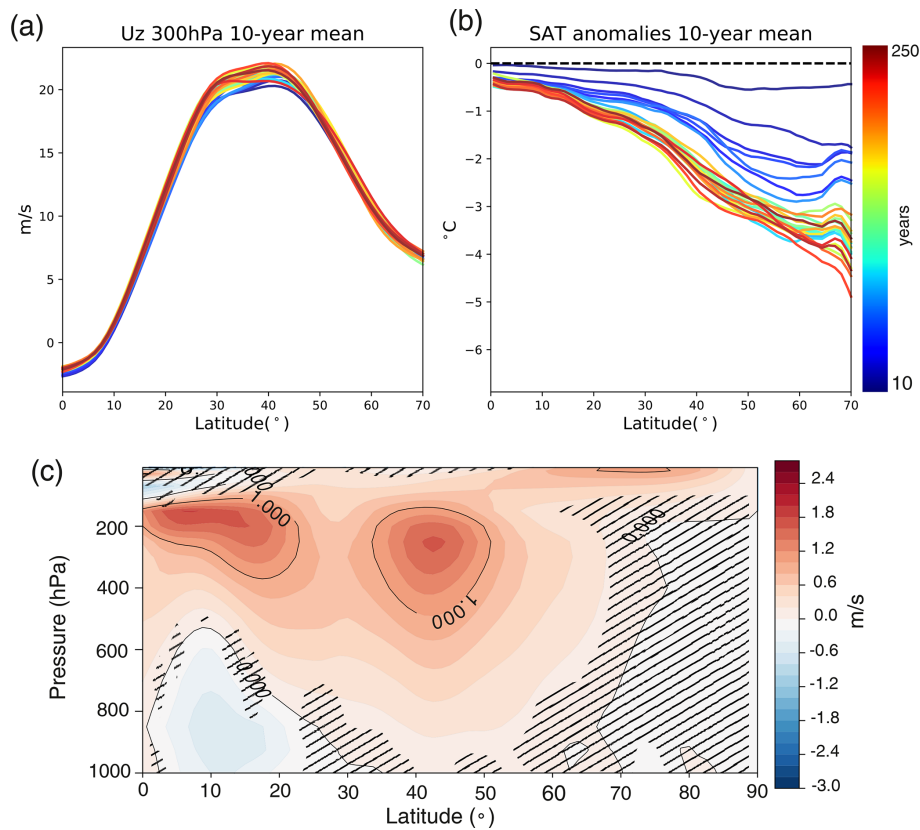 (a)
Uz 300hPa 10-year mean
m/s
20
15
10
5
0
0 10 20 30 40 50 60 70
Latitude(°)
(b)
SAT anomalies 10-year mean
°C
0
−1
−2
−3
−4
−5
−6
0 10 20 30 40 50 60 70
Latitude(°)
250
years
10
(c)
Pressure (hPa)
200
400
600
800
1000
0 10 20 30 40 50 60 70 80 90
Latitude (°)
1.000
1.000
0.000
0.000
2.4
1.8
1.2
0.6
0.0
-0.6
-1.2
-1.8
-2.4
-3.0
m/s